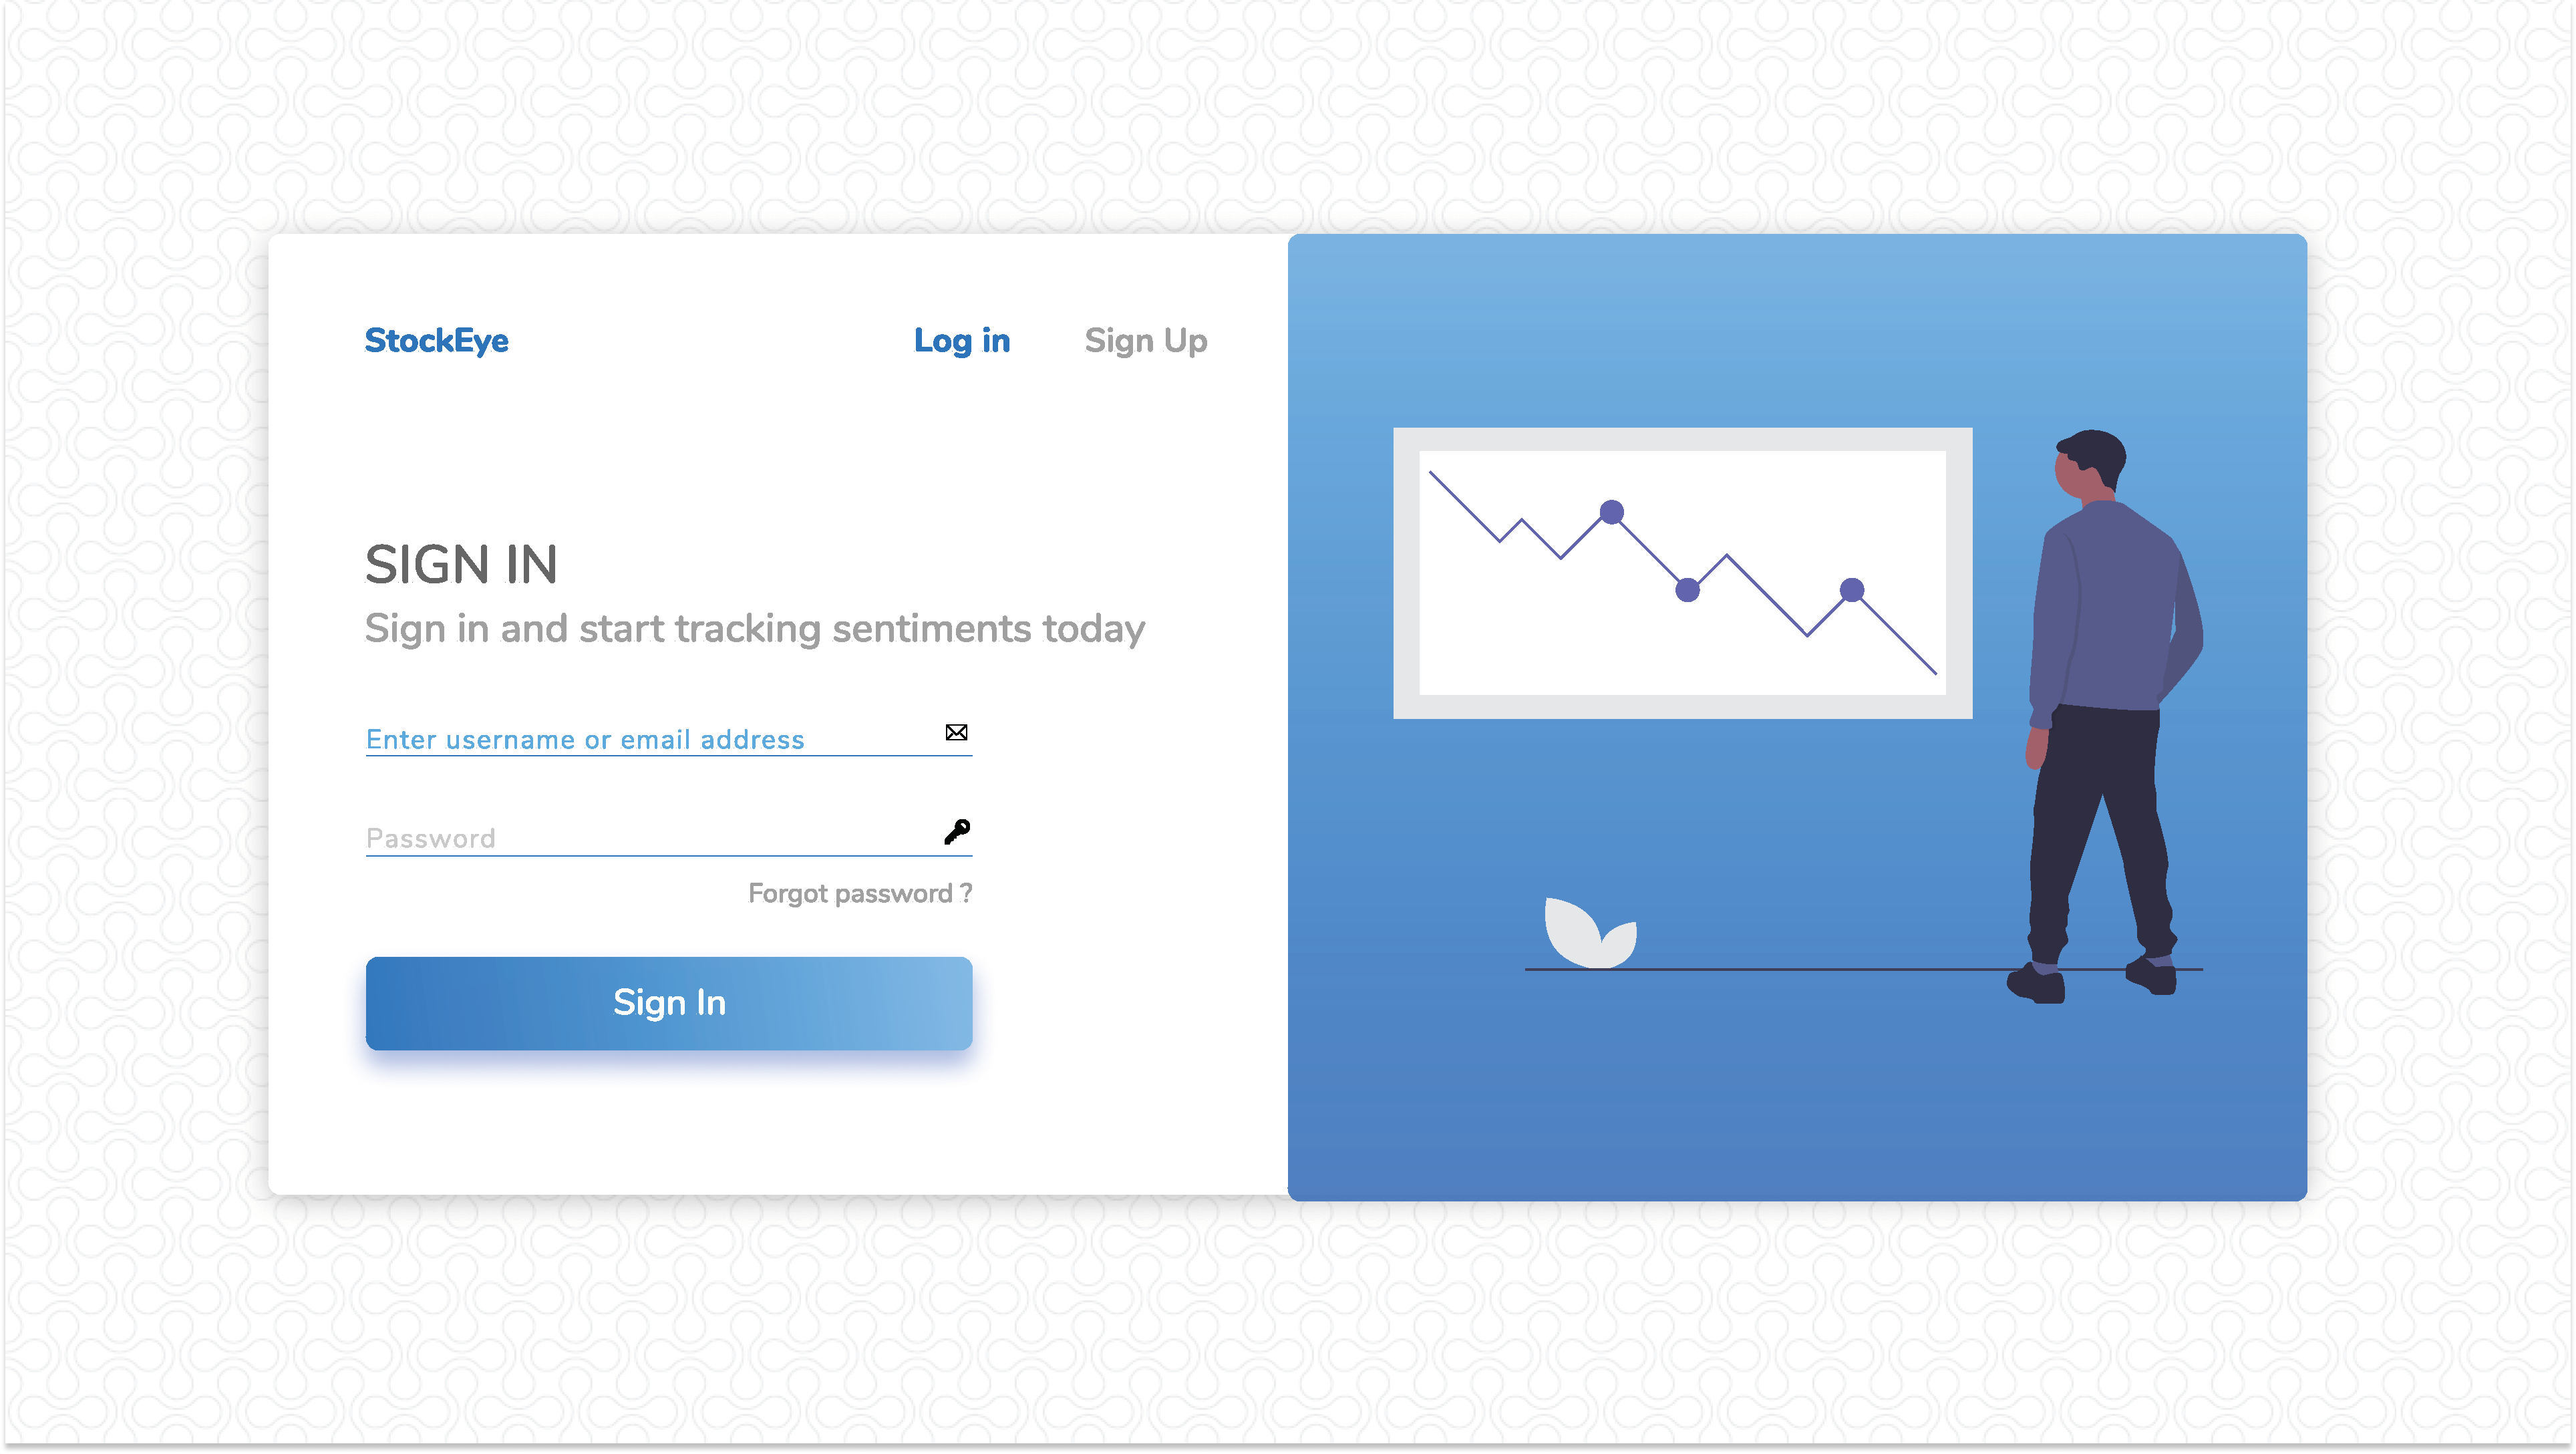 StockEye
Log in
Sign Up
SIGN IN
Sign in and start tracking sentiments today
Enter username or email address
Password
Forgot password ?
Sign In